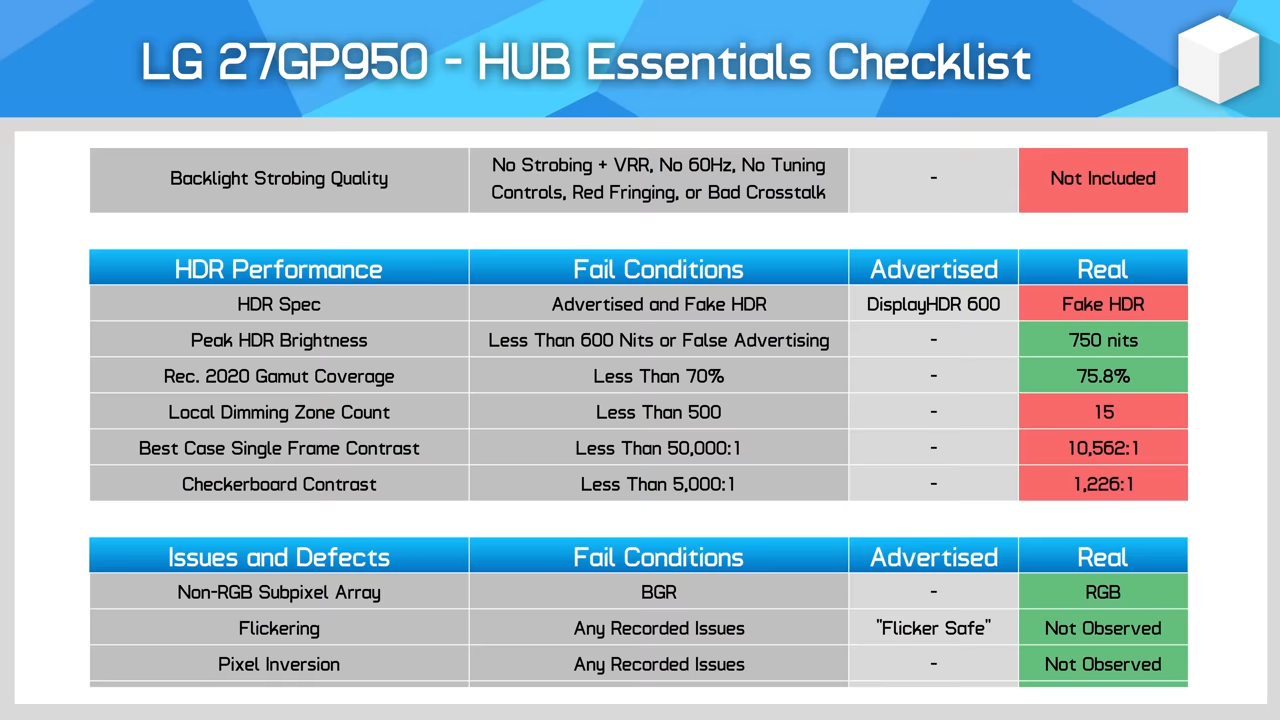 LG 27GP950 - HUB Essentials Checklist
Backlight Strobing Quality
No Strobing + VRR, No 60Hz, No Tuning
Controls, Red Fringing, or Bad Crosstalk
-
Not Included
HDR Performance Fail Conditions Advertised Real
HDR Spec Advertised and Fake HDR DisplayHDR 600 Fake HDR
Peak HDR Brightness Less Than 600 Nits or False Advertising - 750 nits
Rec. 2020 Gamut Coverage Less Than 70% - 75.8%
Local Dimming Zone Count Less Than 500 - 15
Best Case Single Frame Contrast Less Than 50,000:1 - 10,562:1
Checkerboard Contrast Less Than 5,000:1 - 1,226:1
Issues and Defects Fail Conditions Advertised Real
Non-RGB Subpixel Array BGR - RGB
Flickering Any Recorded Issues "Flicker Safe" Not Observed
Pixel Inversion Any Recorded Issues - Not Observed